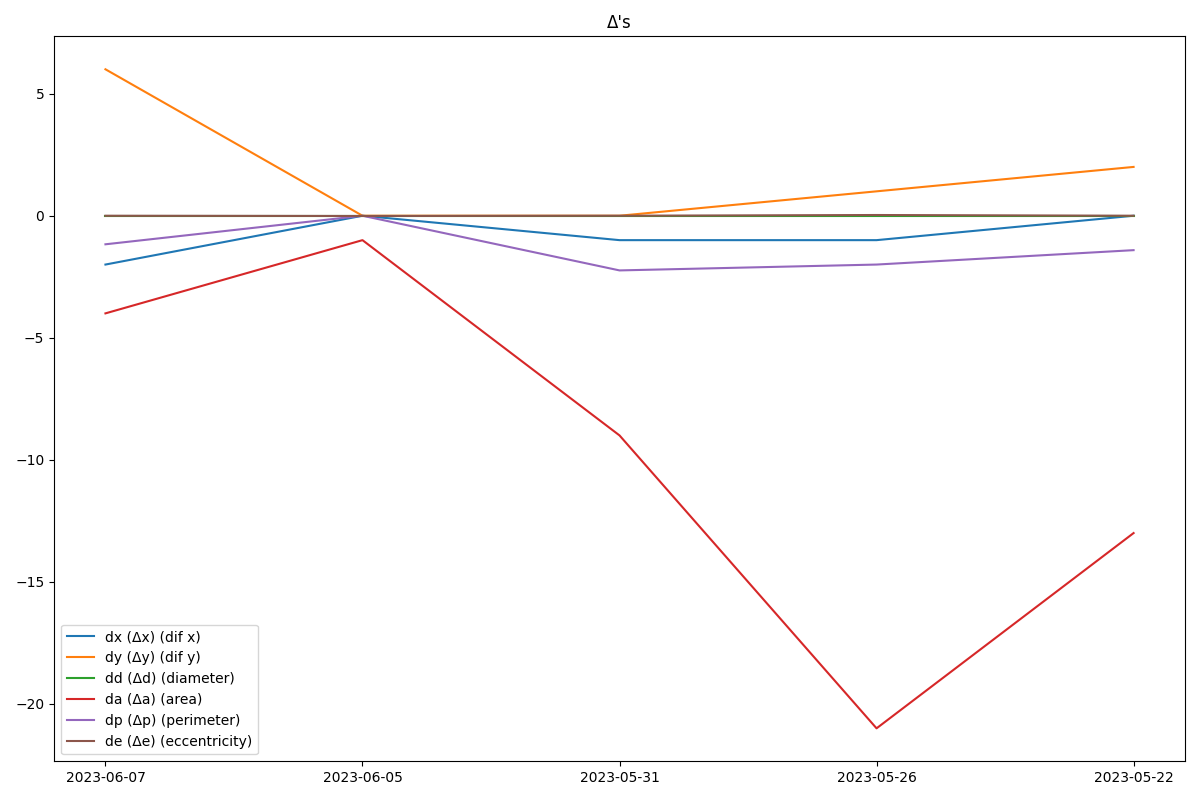 Δ's
5
0
−5
−10
−15
−20
dx (Δx) (dif x)
dy (Δy) (dif y)
dd (Δd) (diameter)
da (Δa) (area)
dp (Δp) (perimeter)
de (Δe) (eccentricity)
2023-06-07 2023-06-05 2023-05-31 2023-05-26 2023-05-22